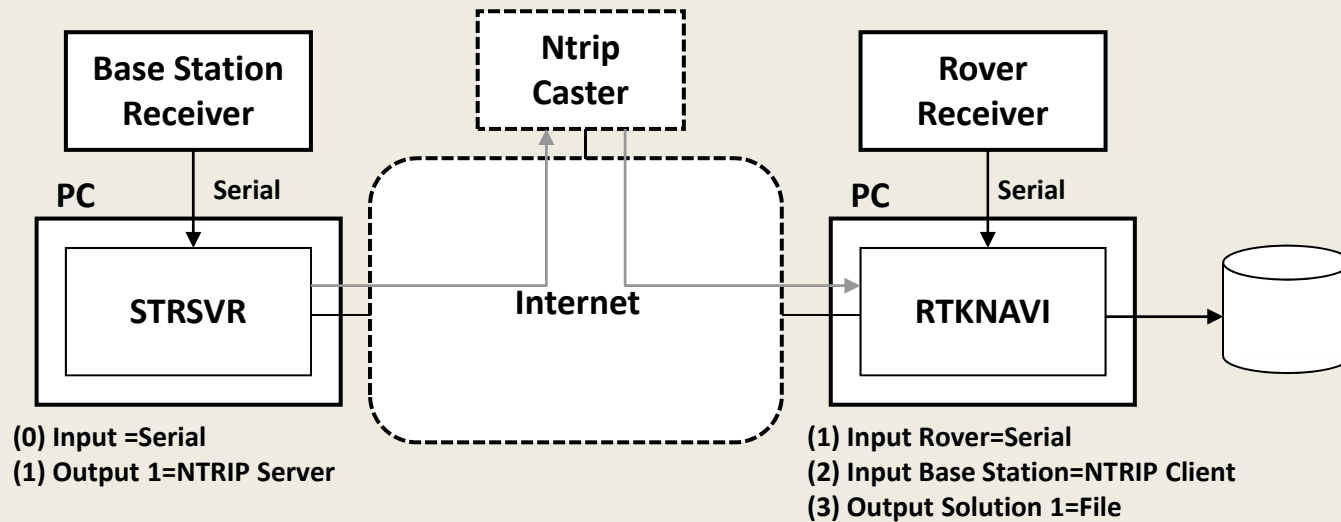 Base Station
Receiver
Ntrip
Caster
Rover
Receiver
PC
Serial
PC
Serial
STRSVR
Internet
RTKNAVI
(0) Input =Serial
(1) Output 1=NTRIP Server
(1) Input Rover=Serial
(2) Input Base Station=NTRIP Client
(3) Output Solution 1=File